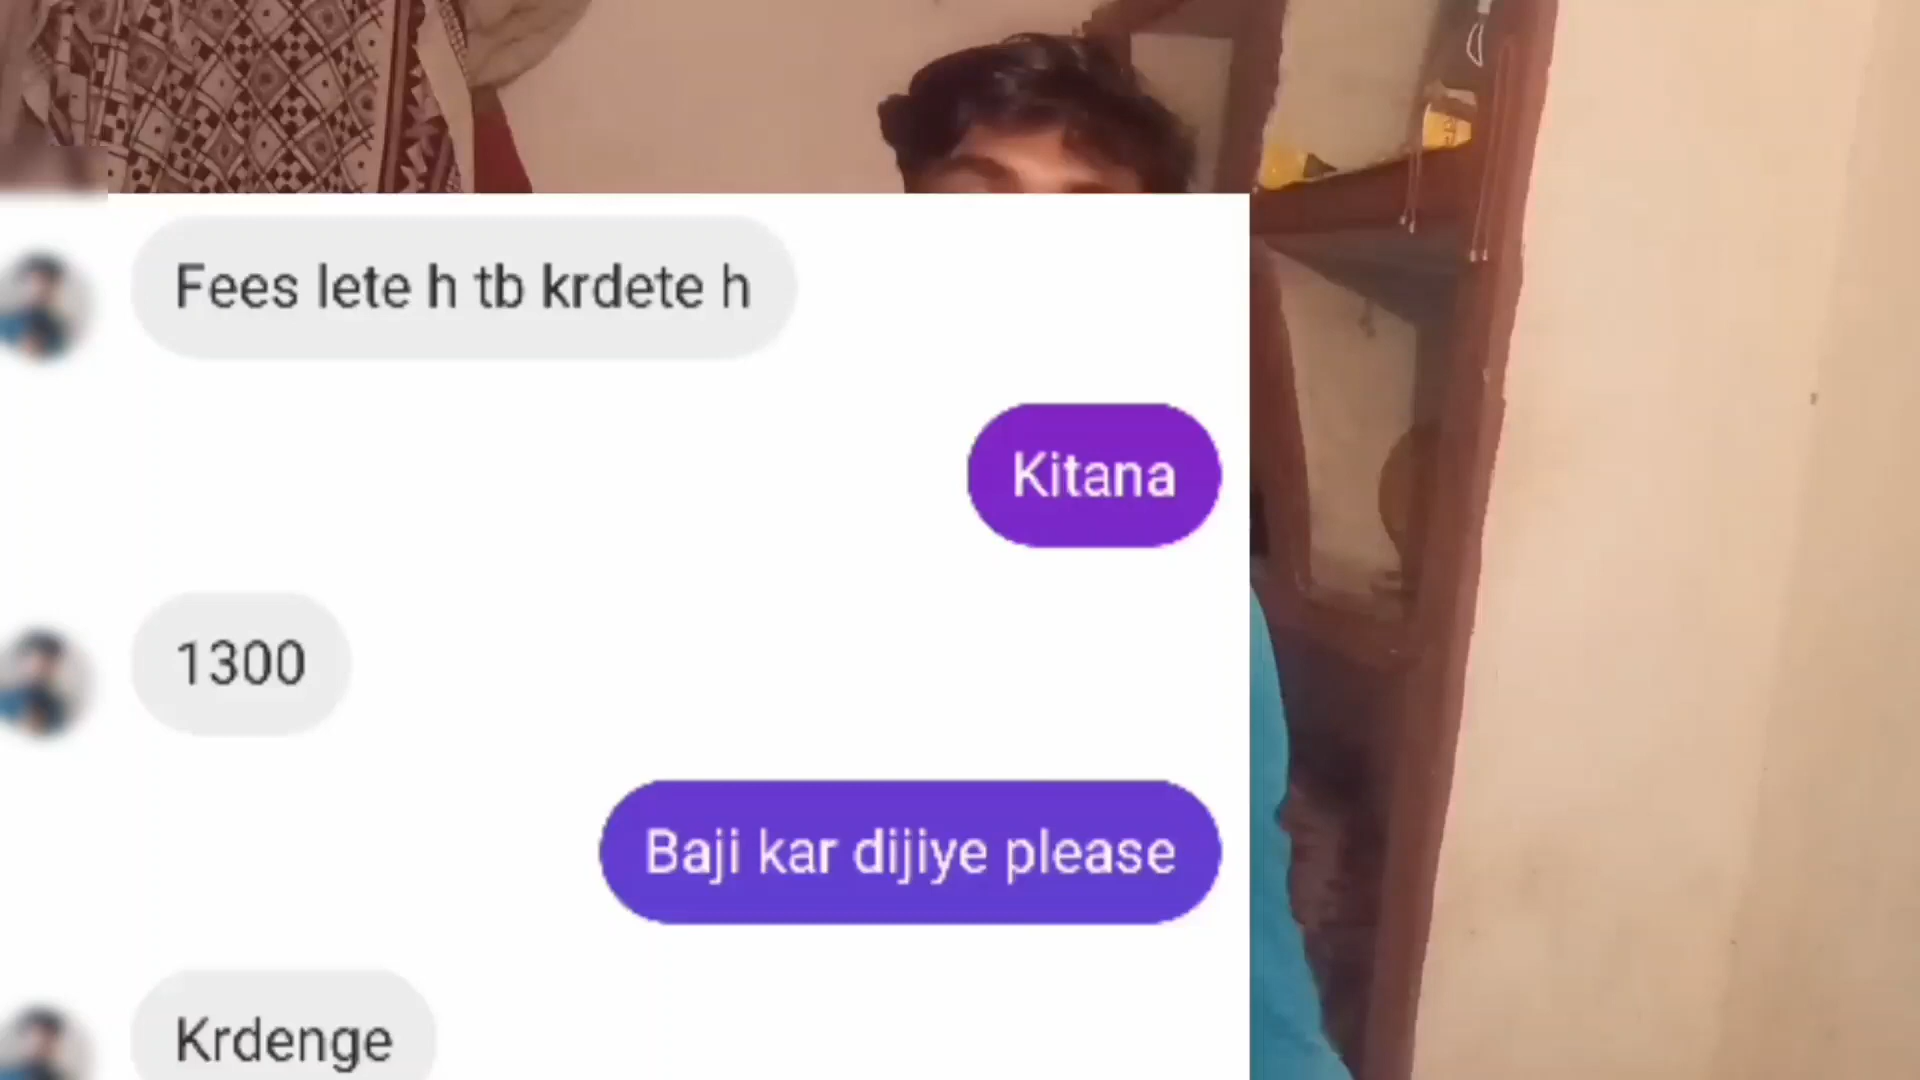 Fees lete h tb krdete h
Kitana
1300
Baji kar dijiye please
Krdenge